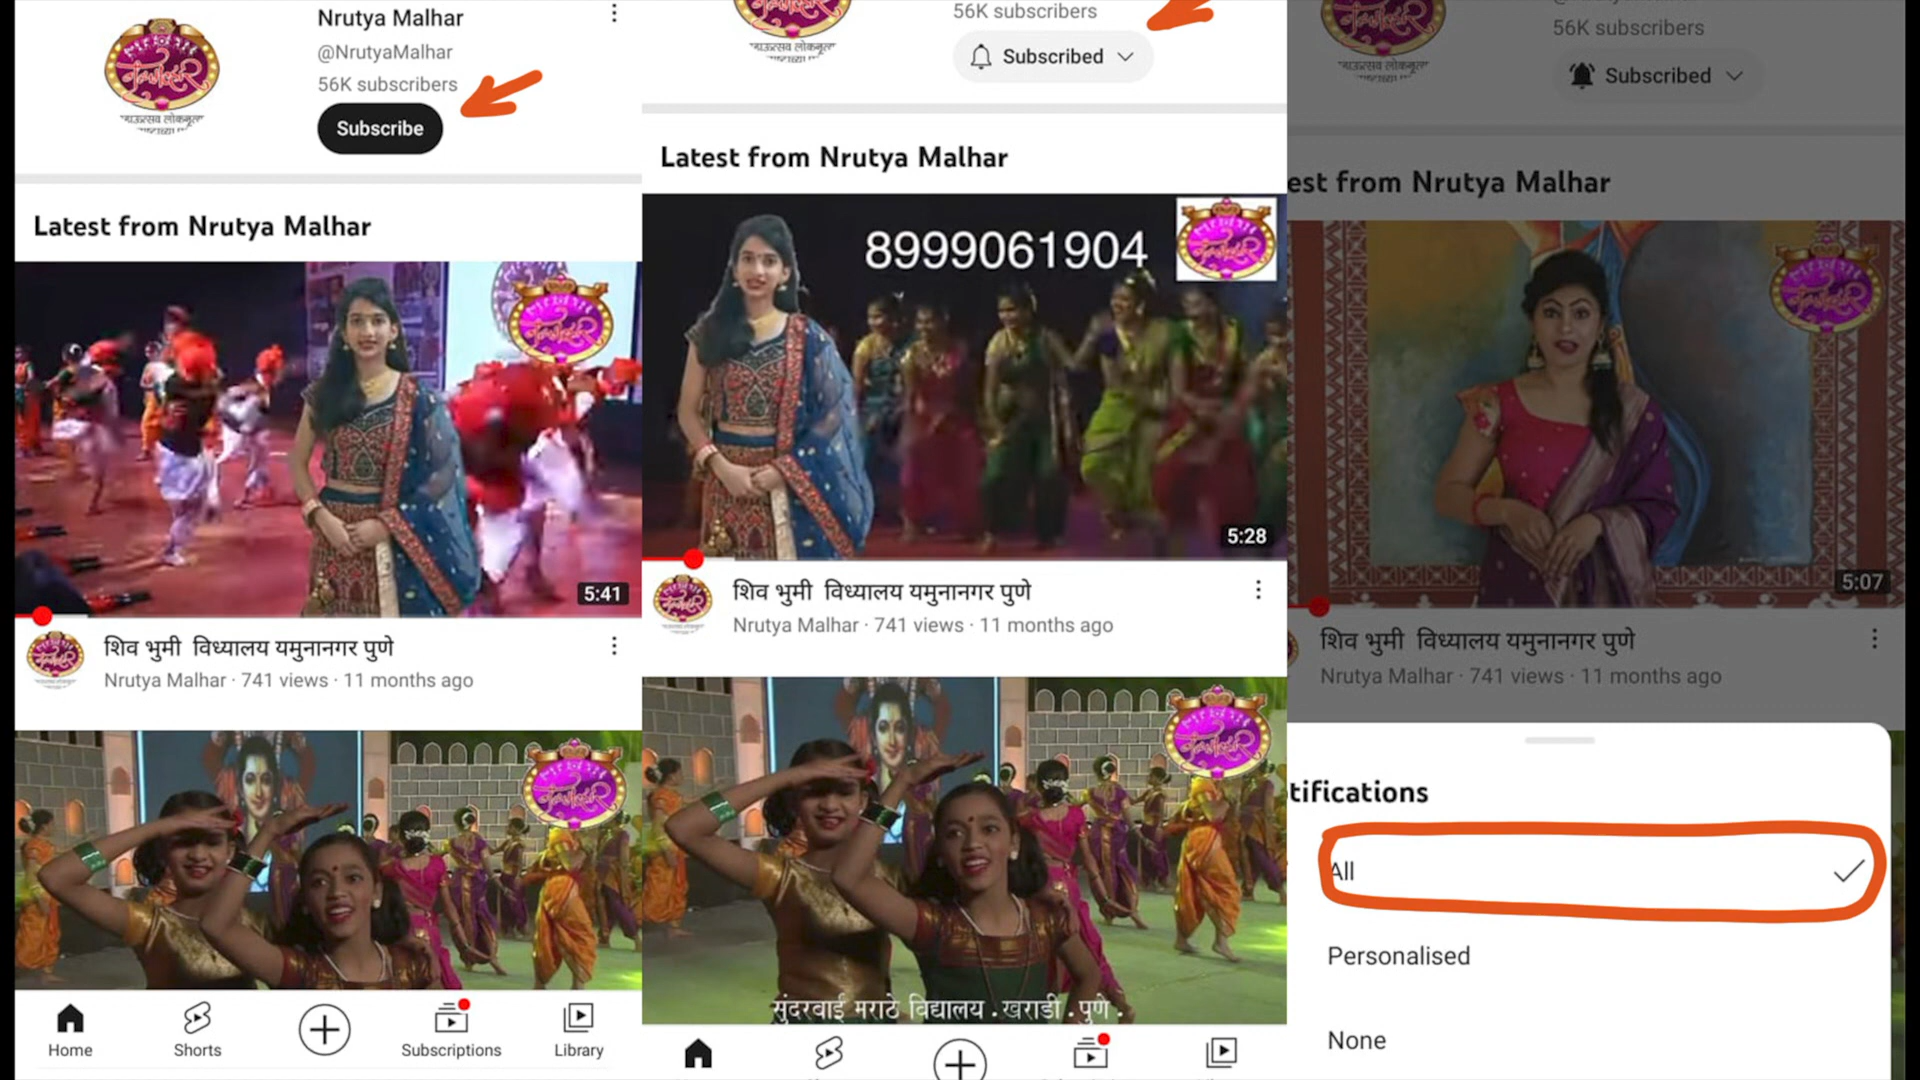 Nrutya Malhar
@NrutyaMalhar
56K subscribers
Subscribe
Latest from Nrutya Malhar
5:41
शिव भुमी विध्यालय यमुनानगर पुणे
Nrutya Malhar · 741 views · 11 months ago
Home
Shorts
Subscriptions
Library
56K subscribers
Subscribed
Latest from Nrutya Malhar
8999061904
5:28
शिव भुमी विध्यालय यमुनानगर पुणे
Nrutya Malhar · 741 views · 11 months ago
सुंदरबाई मराठे विद्यालय . खराडी . पुणे .
56K subscribers
Subscribed
est from Nrutya Malhar
5:07
शिव भुमी विध्यालय यमुनानगर पुणे
Nrutya Malhar · 741 views · 11 months ago
tifications
All
Personalised
None